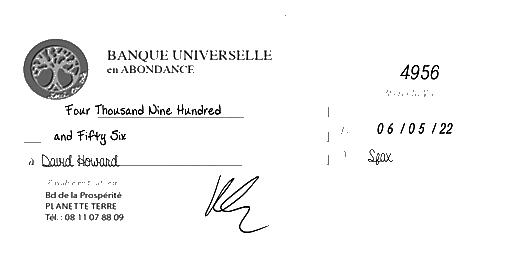 BANQUE UNIVERSELLE
en ABONDANCE
4956
Four Thousand Nine Hundred
and Fifty Six
06/05/22
à David Howard
Spax
Bd de la Prospérité
PLANETTE TERRE
Tél. : 08 11 07 88 09